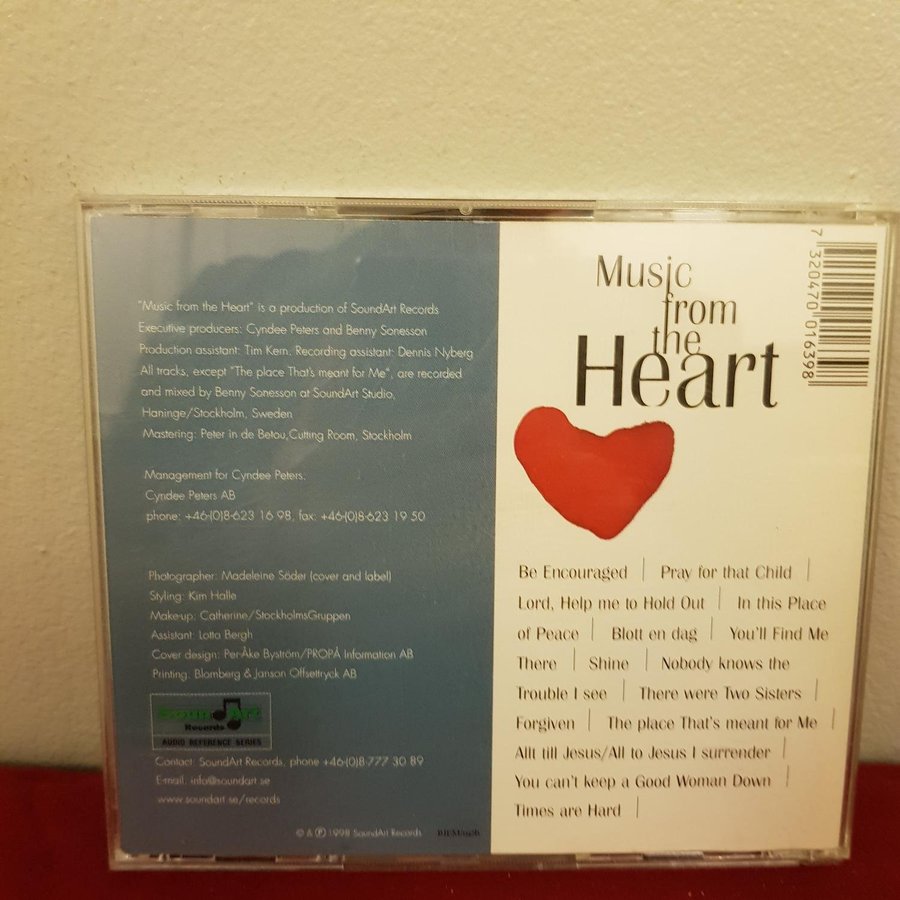 "Music from the Heart" is a production of SoundArt Records
Executive producers: Cyndee Peters and Benny Sonesson
Production assistant: Tim Kern. Recording assistant: Dennis Nyberg
All tracks, except "The place That's meant for Me", are recorded
and mixed by Benny Sonesson at SoundArt Studio,
Haninge/Stockholm, Sweden
Mastering: Peter in de Betou,Cutting Room, Stockholm
Management for Cyndee Peters.
Cyndee Peters AB
phone: +46-(0)8-623 16 98, fax: +46-(0)8-623 19 50
Photographer: Madeleine Söder (cover and label)
Styling: Kim Halle
Make-up: Catherine/StockholmsGruppen
Assistant: Lotta Bergh
Cover design: Per-Åke Byström/PROPÅ Information AB
Printing: Blomberg & Janson Offsettryck AB
Sound Art
Records
AUDIO REFERENCE SERIES
Contact: SoundArt Records, phone +46-(0)8-777 30 89
E-mail. info@soundart.se
www.soundart.se/records
© & ℗ 1998 SoundArt Records
Music
from
the
Heart
7 320470 016398
Be Encouraged | Pray for that Child |
Lord, Help me to Hold Out | In this Place
of Peace | Blott en dag | You'll Find Me
There | Shine | Nobody knows the
Trouble I see | There were Two Sisters |
Forgiven | The place That's meant for Me |
Allt till Jesus/All to Jesus I surrender |
You can't keep a Good Woman Down |
Times are Hard |